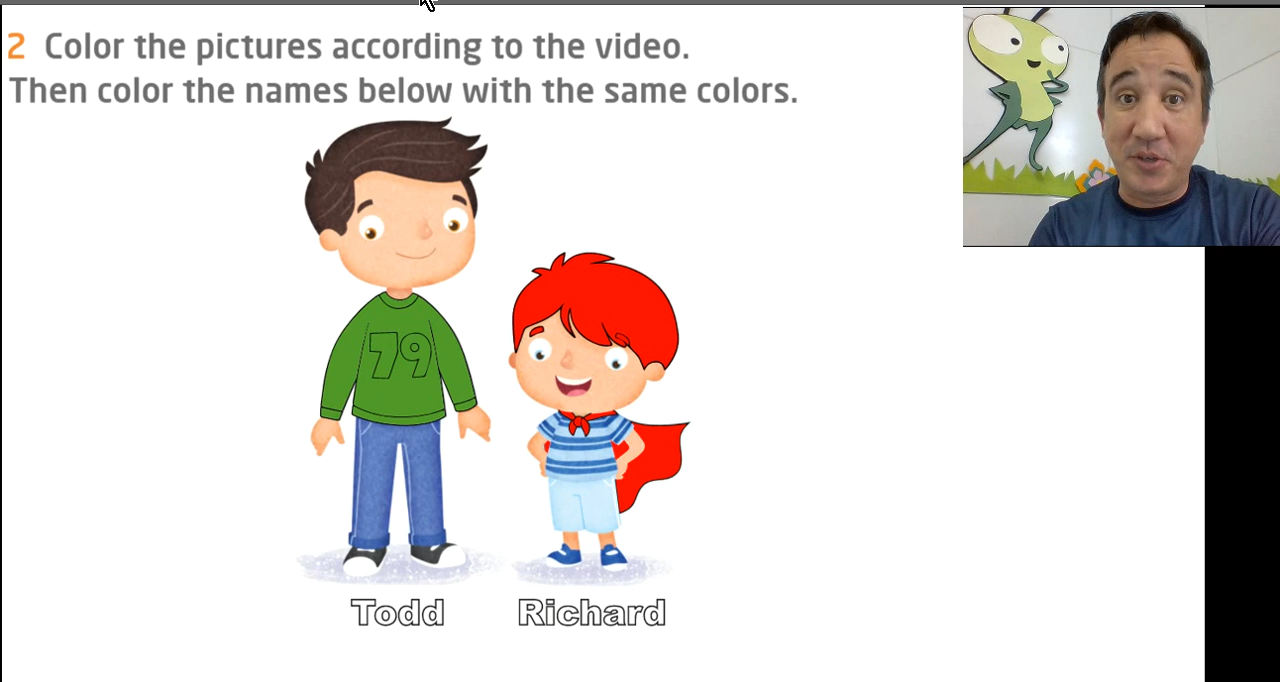 2 Color the pictures according to the video.
Then color the names below with the same colors.
79
Todd Richard